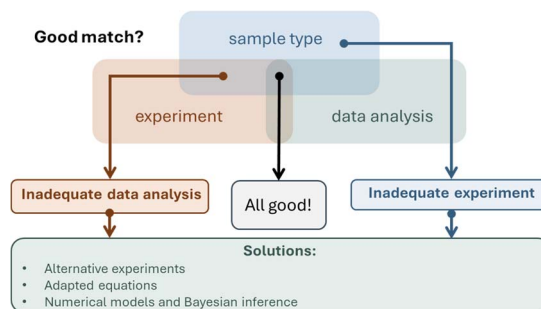 Good match?
sample type
experiment
data analysis
Inadequate data analysis
All good!
Inadequate experiment
Solutions:
• Alternative experiments
• Adapted equations
• Numerical models and Bayesian inference